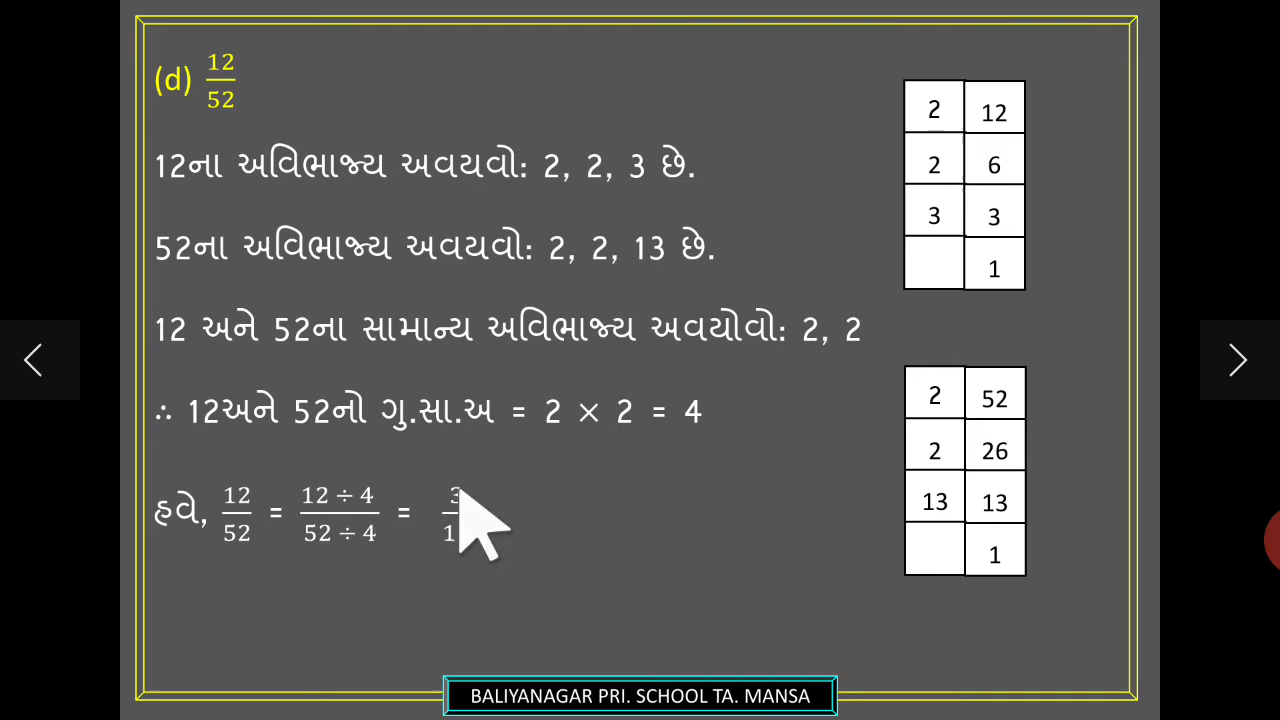 (d) 12/52
12ના અવિભાજ્ય અવયવો: 2, 2, 3 છે.
52ના અવિભાજ્ય અવયવો: 2, 2, 13 છે.
12 અને 52ના સામાન્ય અવિભાજ્ય અવયોવો: 2, 2
∴ 12અને 52નો ગુ.સા.અ = 2 × 2 = 4
હવે, 12/52 = (12 ÷ 4)/(52 ÷ 4) =
2 12
2 6
3 3
1
2 52
2 26
13 13
1
BALIYANAGAR PRI. SCHOOL TA. MANSA